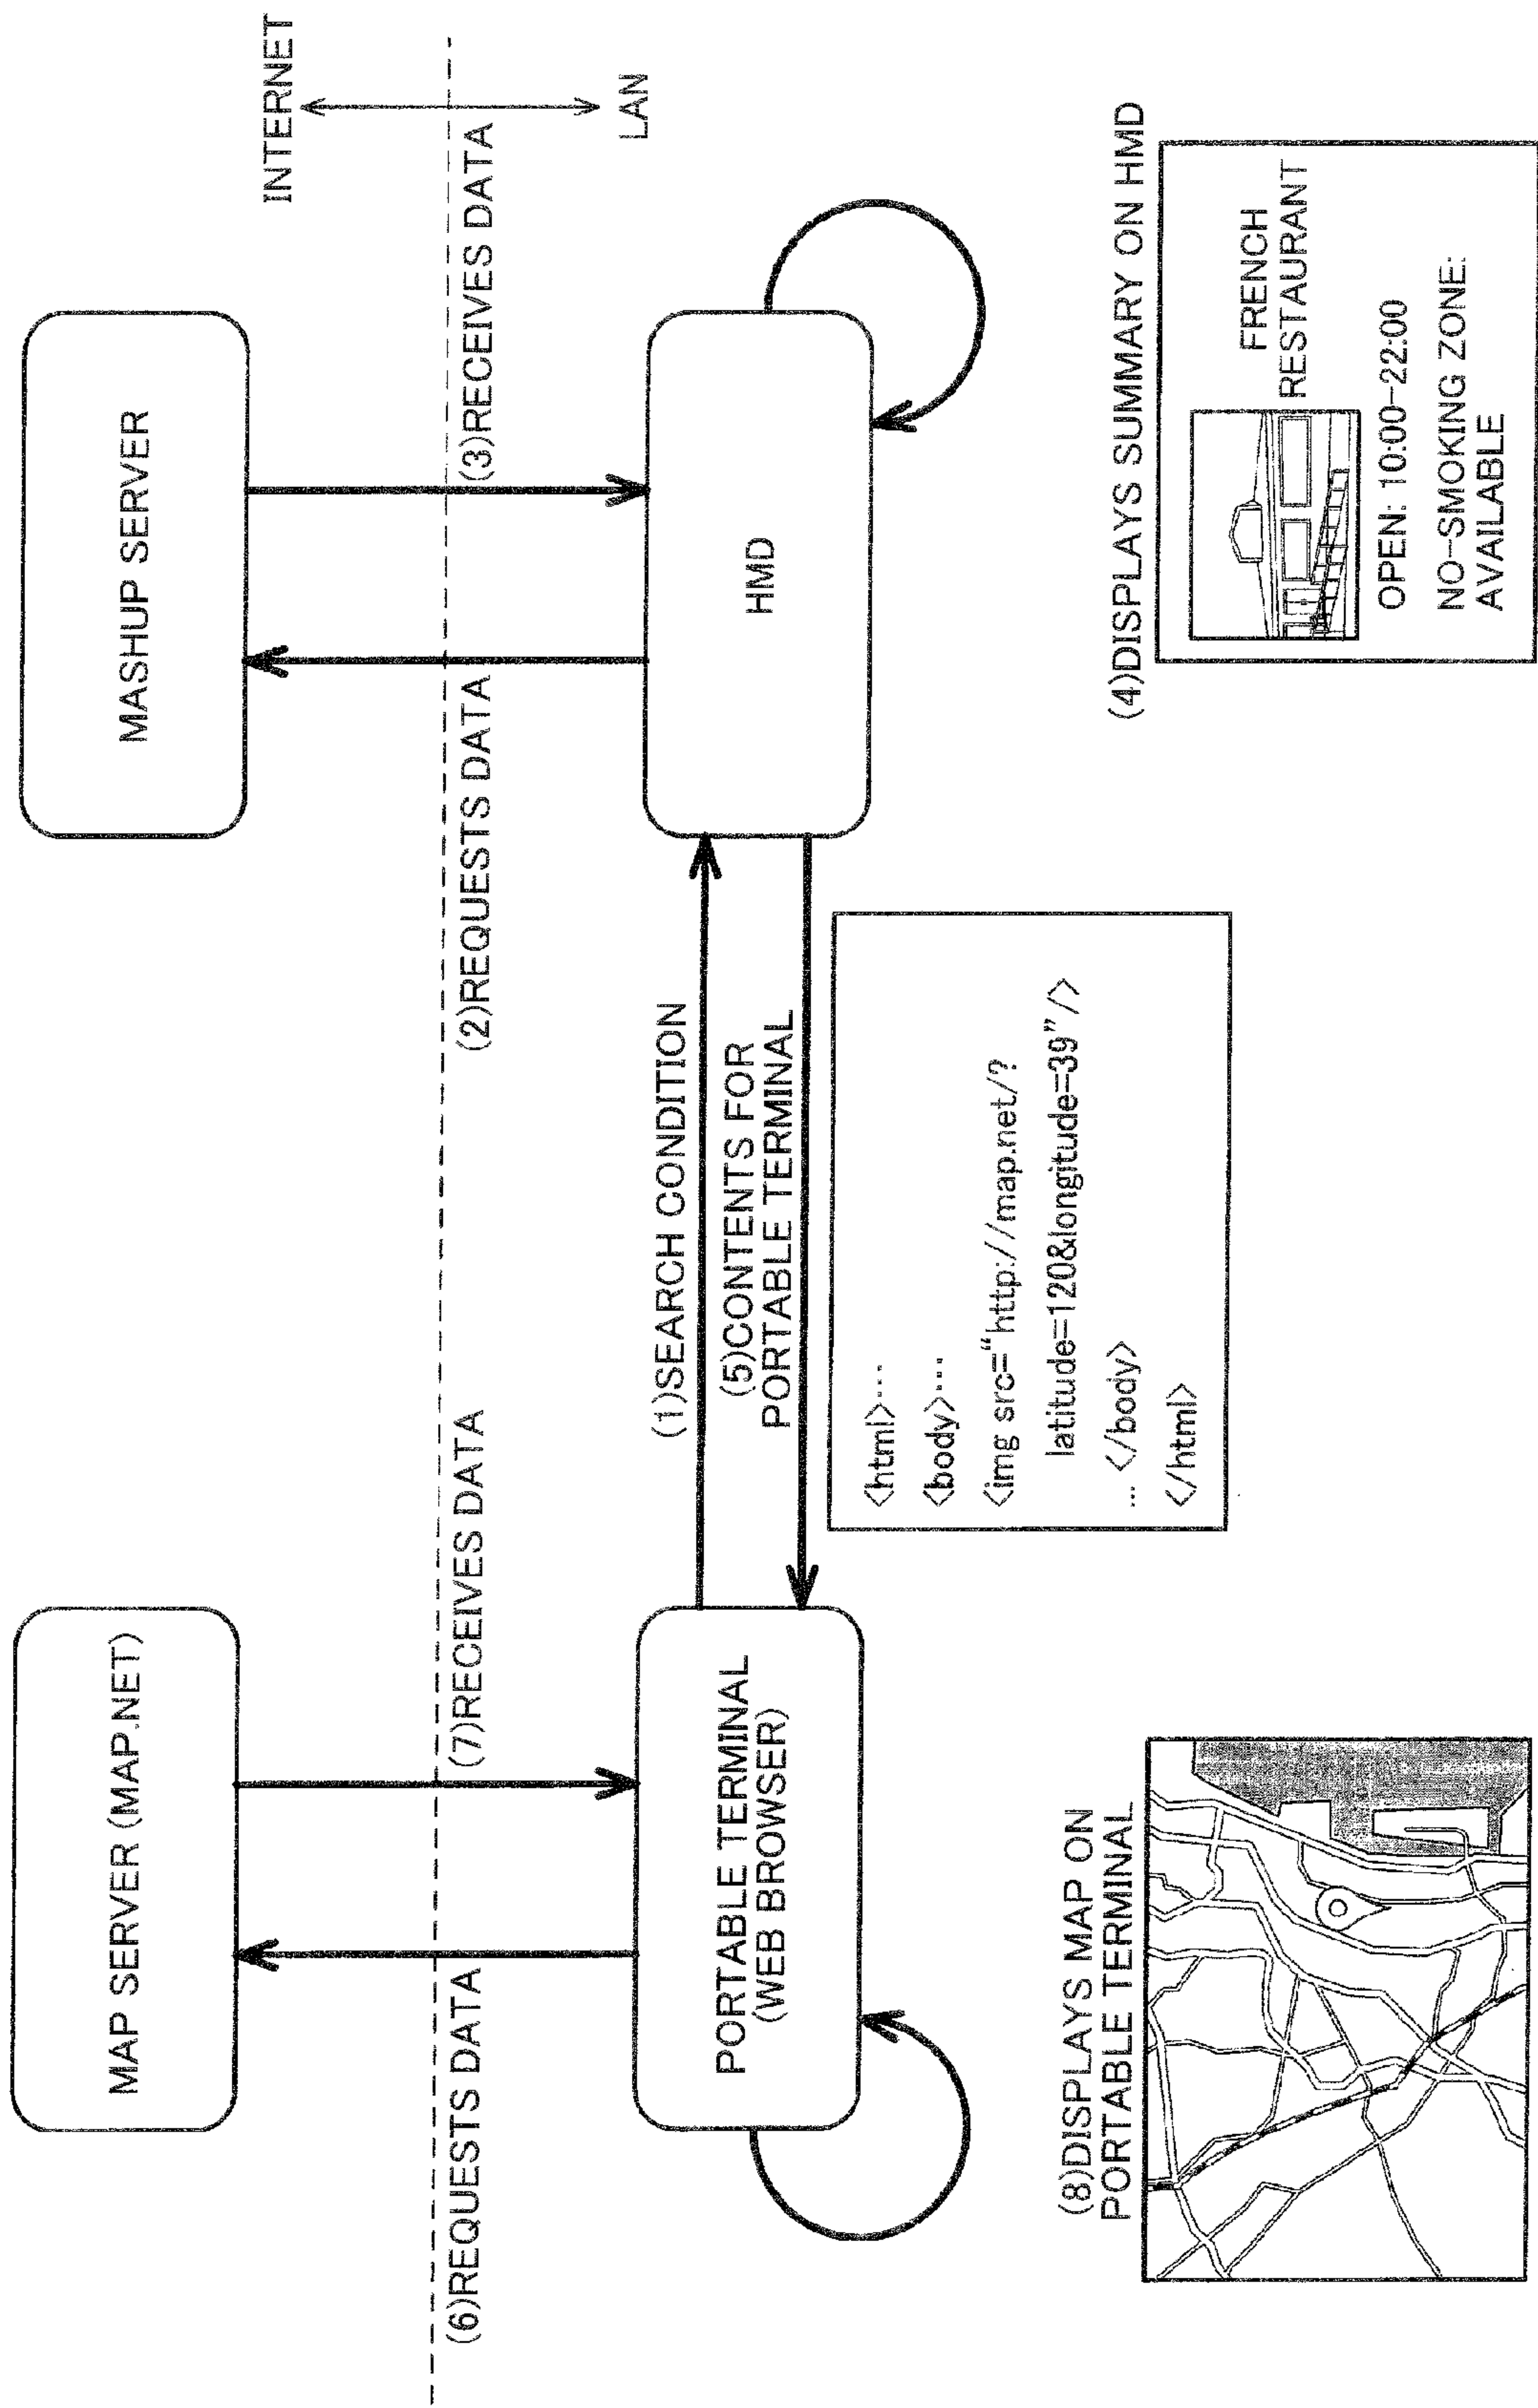 INTERNET
LAN
MAP SERVER (MAP.NET)
MASHUP SERVER
(6)REQUESTS DATA
(7)RECEIVES DATA
(2)REQUESTS DATA
(3)RECEIVES DATA
PORTABLE TERMINAL
(WEB BROWSER)
(1)SEARCH CONDITION
(5)CONTENTS FOR
PORTABLE TERMINAL
HMD
<html>...
<body>...
<img src="http://map.net/?
latitude=120&longitude=39"/>
... </body>
</html>
(8)DISPLAYS MAP ON
PORTABLE TERMINAL
(4)DISPLAYS SUMMARY ON HMD
FRENCH
RESTAURANT
OPEN: 10:00-22:00
NO-SMOKING ZONE:
AVAILABLE